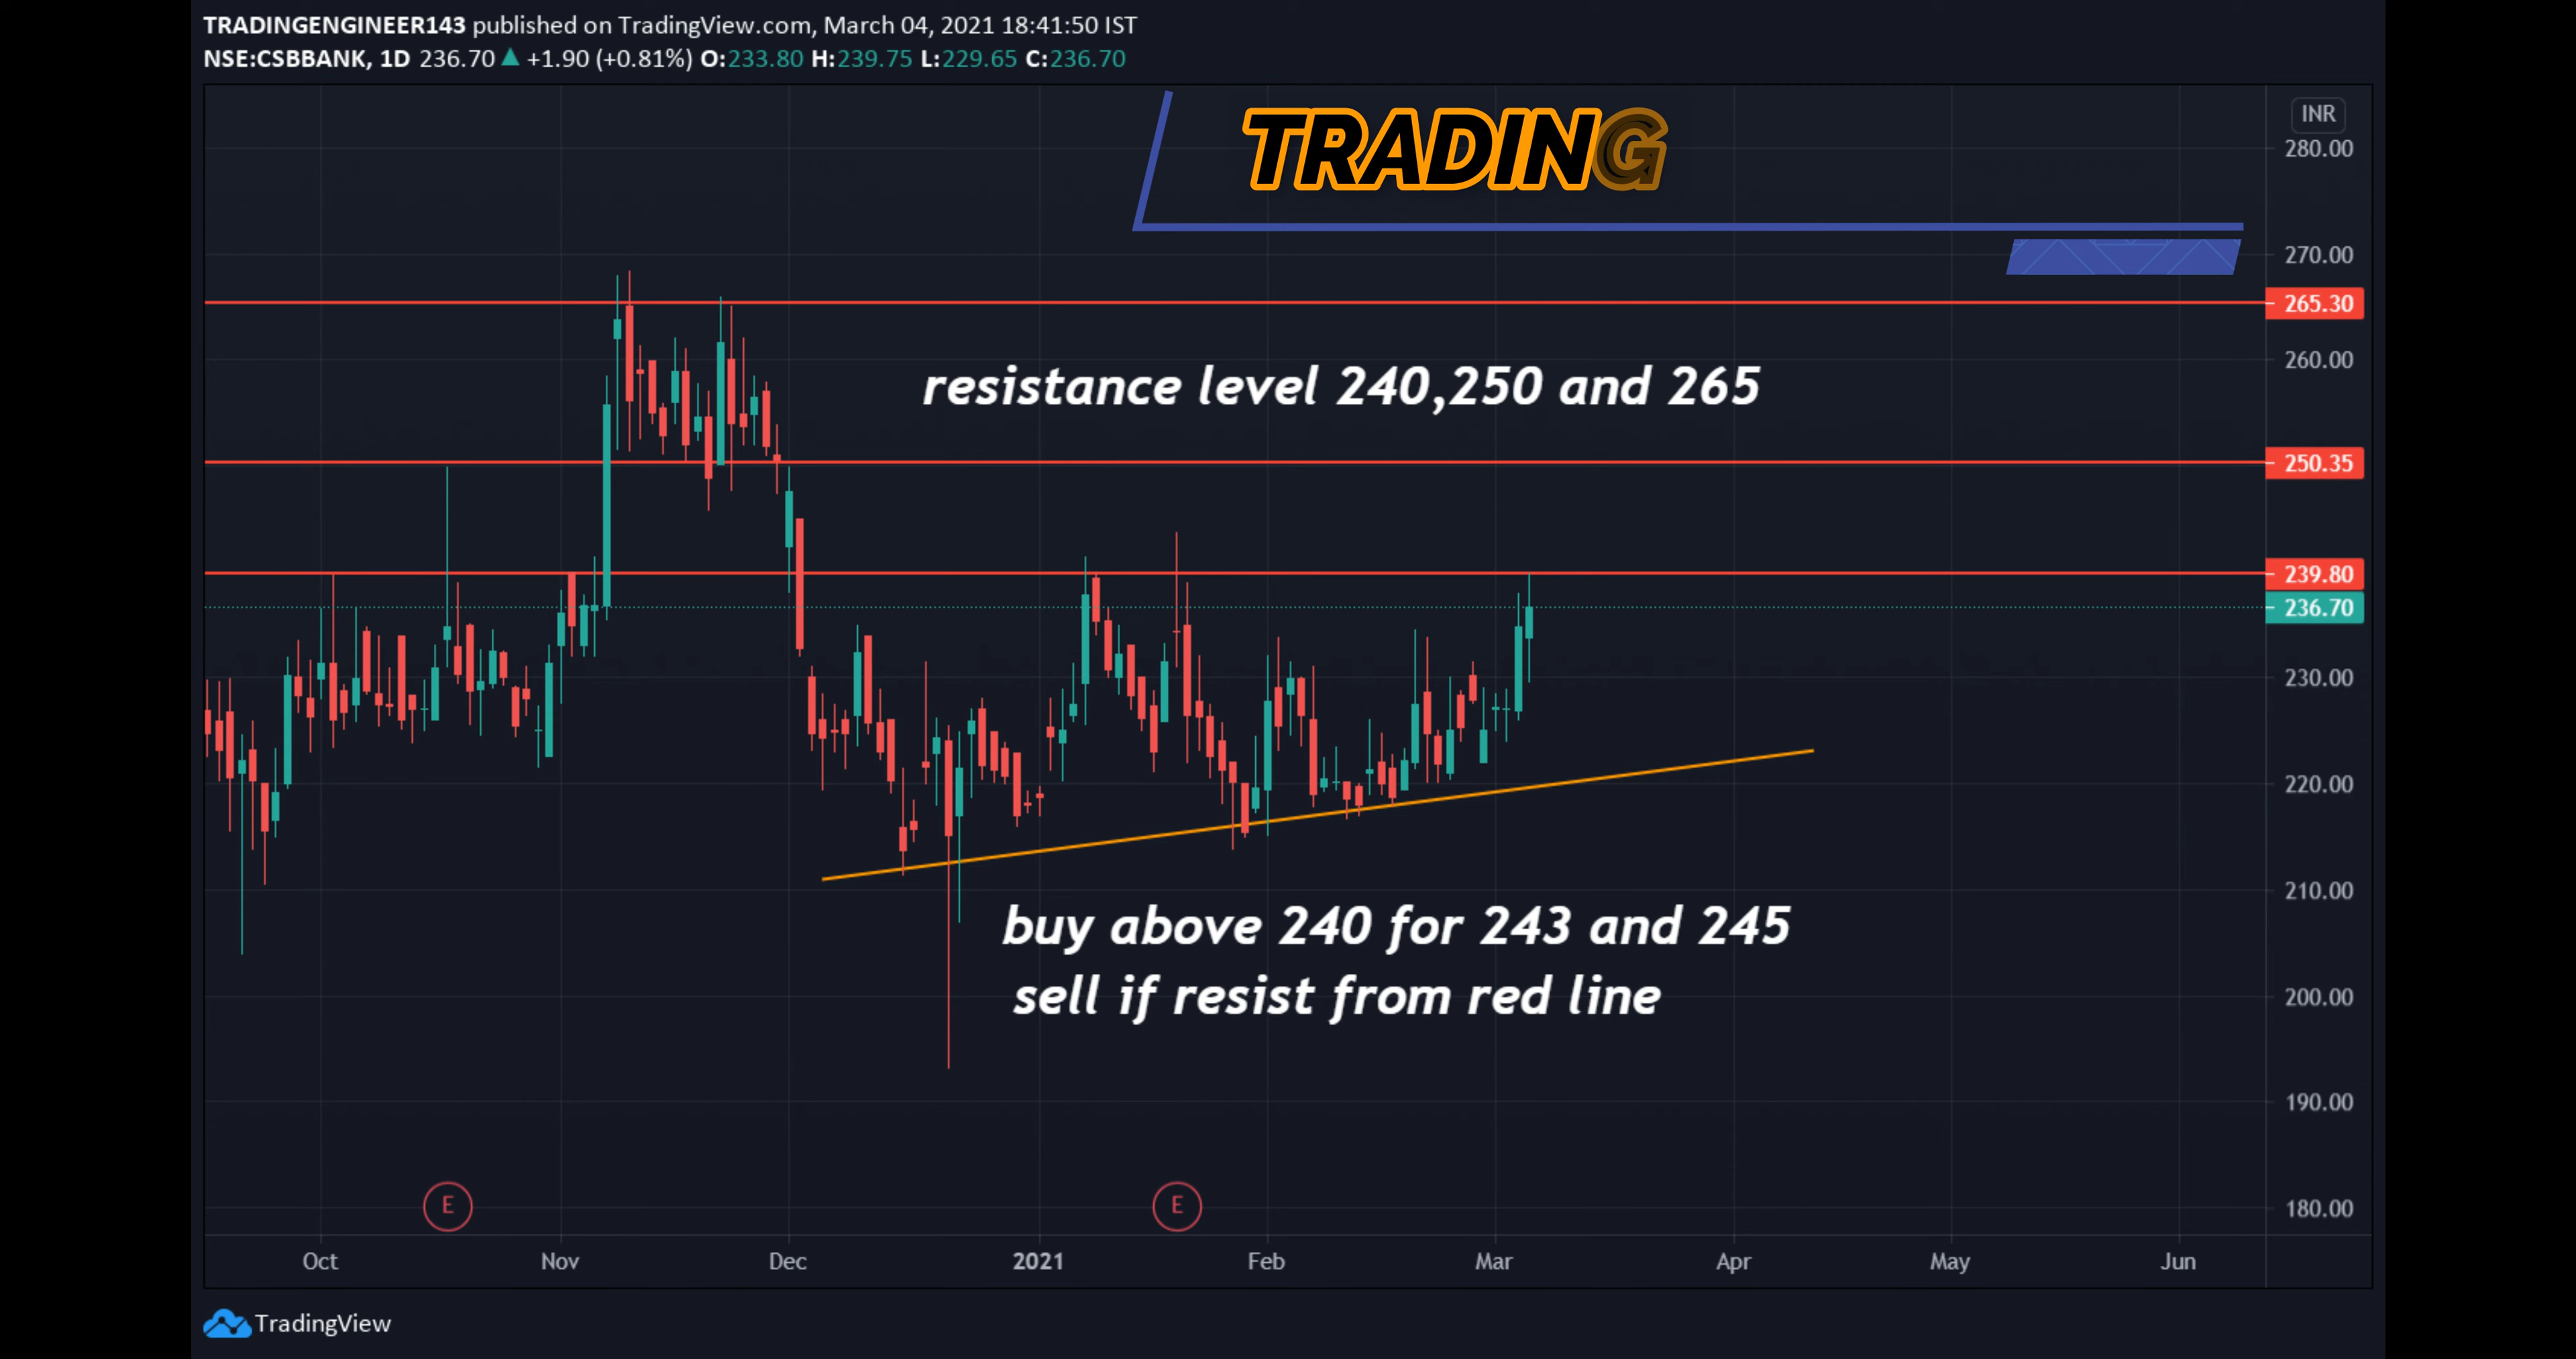 TRADINGENGINEER143 published on TradingView.com, March 04, 2021 18:41:50 IST
NSE:CSBBANK, 1D 236.70 ▲ +1.90 (+0.81%) O:233.80 H:239.75 L:229.65 C:236.70
TRADING
INR
280.00
270.00
265.30
260.00
resistance level 240,250 and 265
250.35
239.80
236.70
230.00
220.00
210.00
buy above 240 for 243 and 245
sell if resist from red line
200.00
190.00
180.00
E E
Oct Nov Dec 2021 Feb Mar Apr May Jun
TradingView